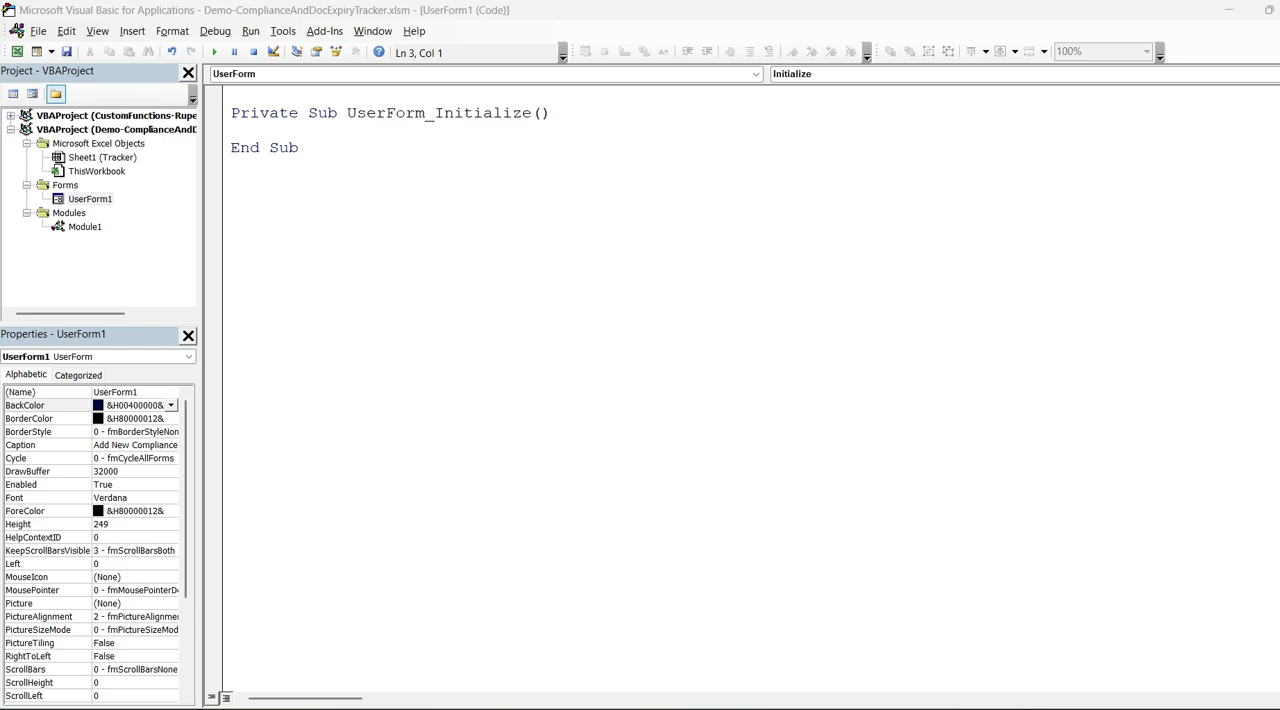 Microsoft Visual Basic for Applications - Demo-ComplianceAndDocExpiryTracker.xlsm - [UserForm1 (Code)]
File Edit View Insert Format Debug Run Tools Add-Ins Window Help
Ln 3, Col 1
100%
Project - VBAProject
UserForm
Initialize
VBAProject (CustomFunctions-Rupe
VBAProject (Demo-ComplianceAndD
Microsoft Excel Objects
Sheet1 (Tracker)
ThisWorkbook
Forms
UserForm1
Modules
Module1
Private Sub UserForm_Initialize()
End Sub
Properties - UserForm1
UserForm1 UserForm
Alphabetic Categorized
(Name) UserForm1
BackColor &H00400000&
BorderColor &H80000012&
BorderStyle 0 - fmBorderStyleNon
Caption Add New Compliance
Cycle 0 - fmCycleAllForms
DrawBuffer 32000
Enabled True
Font Verdana
ForeColor &H80000012&
Height 249
HelpContextID 0
KeepScrollBarsVisible 3 - fmScrollBarsBoth
Left 0
MouseIcon (None)
MousePointer 0 - fmMousePointerD
Picture (None)
PictureAlignment 2 - fmPictureAlignme
PictureSizeMode 0 - fmPictureSizeMod
PictureTiling False
RightToLeft False
ScrollBars 0 - fmScrollBarsNone
ScrollHeight 0
ScrollLeft 0